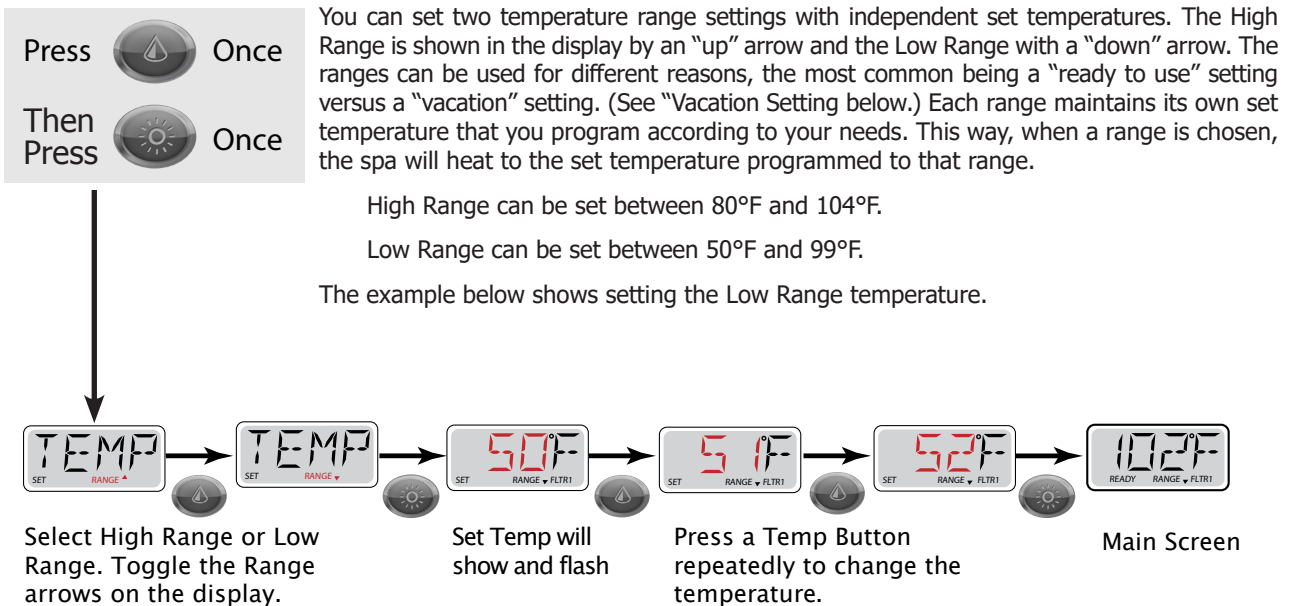 Press Once
Then
Press Once
You can set two temperature range settings with independent set temperatures. The High
Range is shown in the display by an “up” arrow and the Low Range with a “down” arrow. The
ranges can be used for different reasons, the most common being a “ready to use” setting
versus a “vacation” setting. (See “Vacation Setting below.) Each range maintains its own set
temperature that you program according to your needs. This way, when a range is chosen,
the spa will heat to the set temperature programmed to that range.
High Range can be set between 80°F and 104°F.
Low Range can be set between 50°F and 99°F.
The example below shows setting the Low Range temperature.
TEMP
SET RANGE
TEMP
SET RANGE
50°F
SET RANGE FLTR1
51°F
SET RANGE FLTR1
52°F
SET RANGE FLTR1
102°F
READY RANGE FLTR1
Select High Range or Low
Range. Toggle the Range
arrows on the display.
Set Temp will
show and flash
Press a Temp Button
repeatedly to change the
temperature.
Main Screen